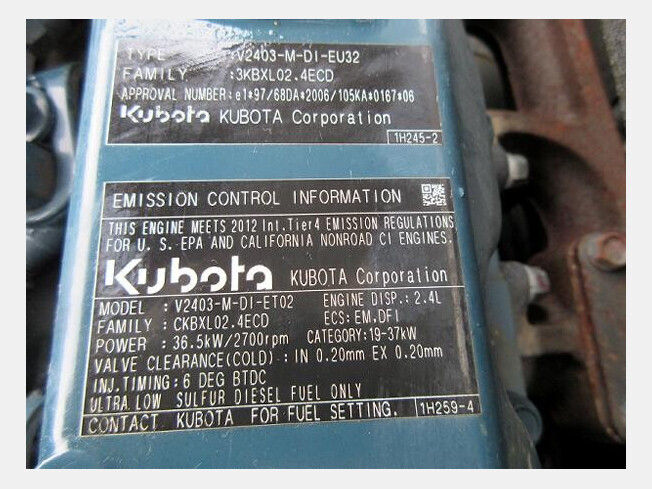 TYPE :V2403-M-DI-EU32
FAMILY :3KBXL02.4ECD
APPROVAL NUMBER:e1*97/68DA*2006/105KA*0167*06
Kubota KUBOTA Corporation
1H245-2
EMISSION CONTROL INFORMATION
THIS ENGINE MEETS 2012 Int.Tier4 EMISSION REGULATIONS
FOR U. S. EPA AND CALIFORNIA NONROAD CI ENGINES.
Kubota KUBOTA Corporation
MODEL :V2403-M-DI-ET02 ENGINE DISP.:2.4L
FAMILY :CKBXL02.4ECD ECS:EM,DFI
POWER :36.5kW/2700rpm CATEGORY:19-37kW
VALVE CLEARANCE(COLD):IN 0.20mm EX 0.20mm
INJ.TIMING:6 DEG BTDC
ULTRA LOW SULFUR DIESEL FUEL ONLY
CONTACT KUBOTA FOR FUEL SETTING. 1H259-4